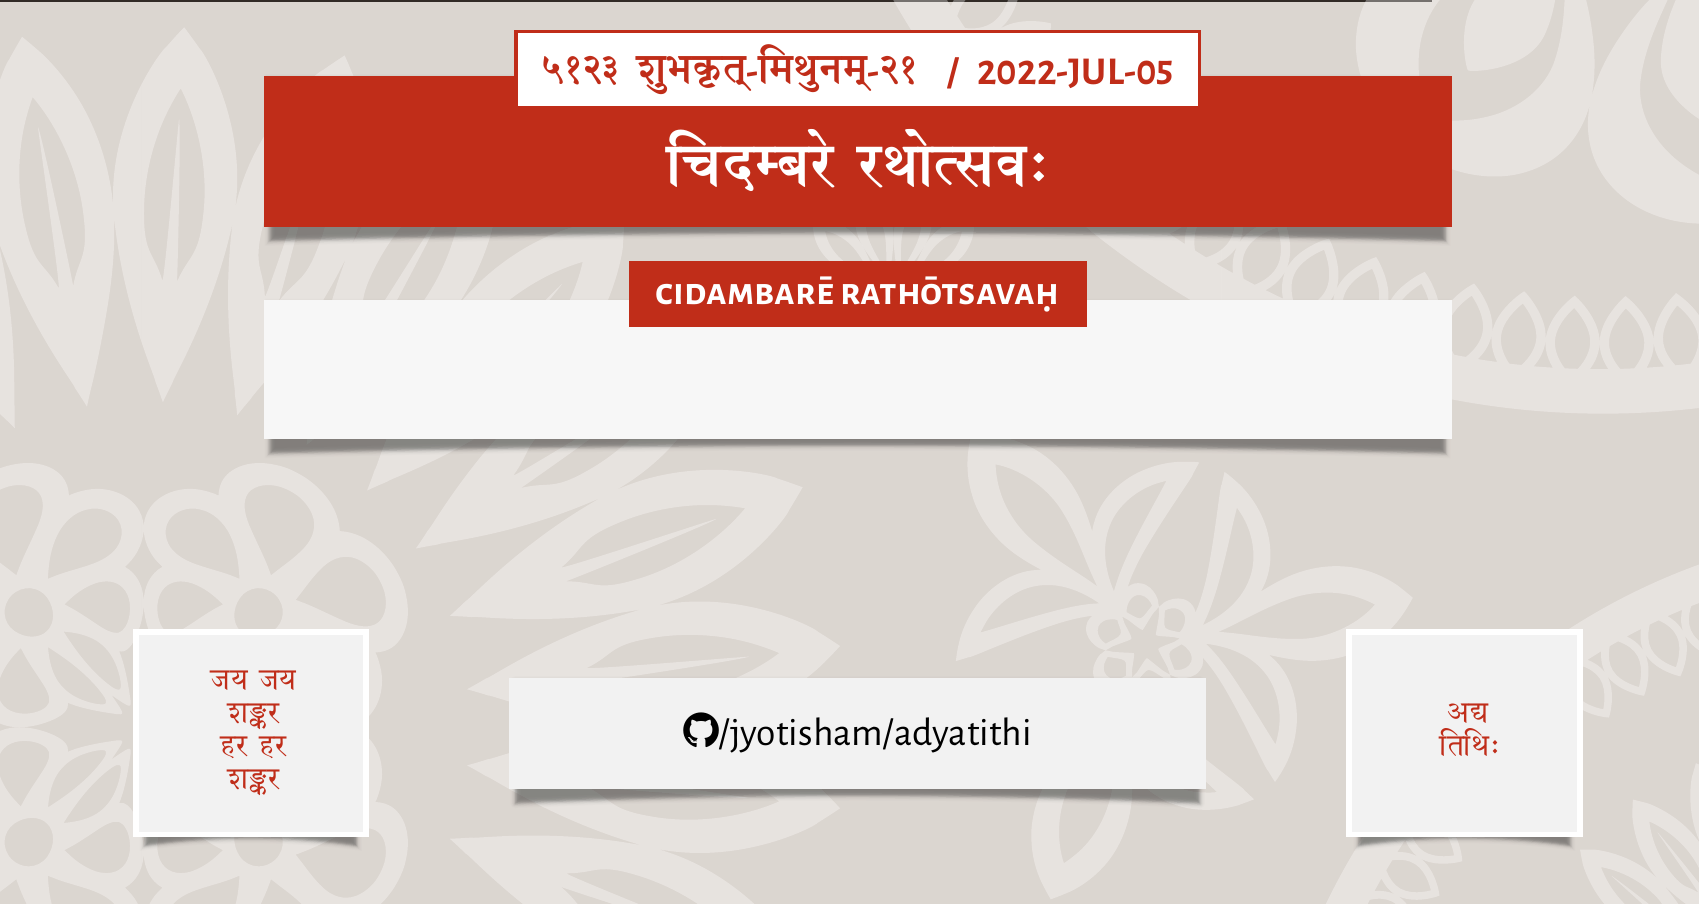 ५१२३ शुभकृत्-मिथुनम्-२१ / 2022-JUL-05
चिदम्बरे रथोत्सवः
CIDAMBARĒ RATHŌTSAVAḤ
जय जय
शङ्कर
हर हर
शङ्कर
/jyotisham/adyatithi
अद्य
तिथिः